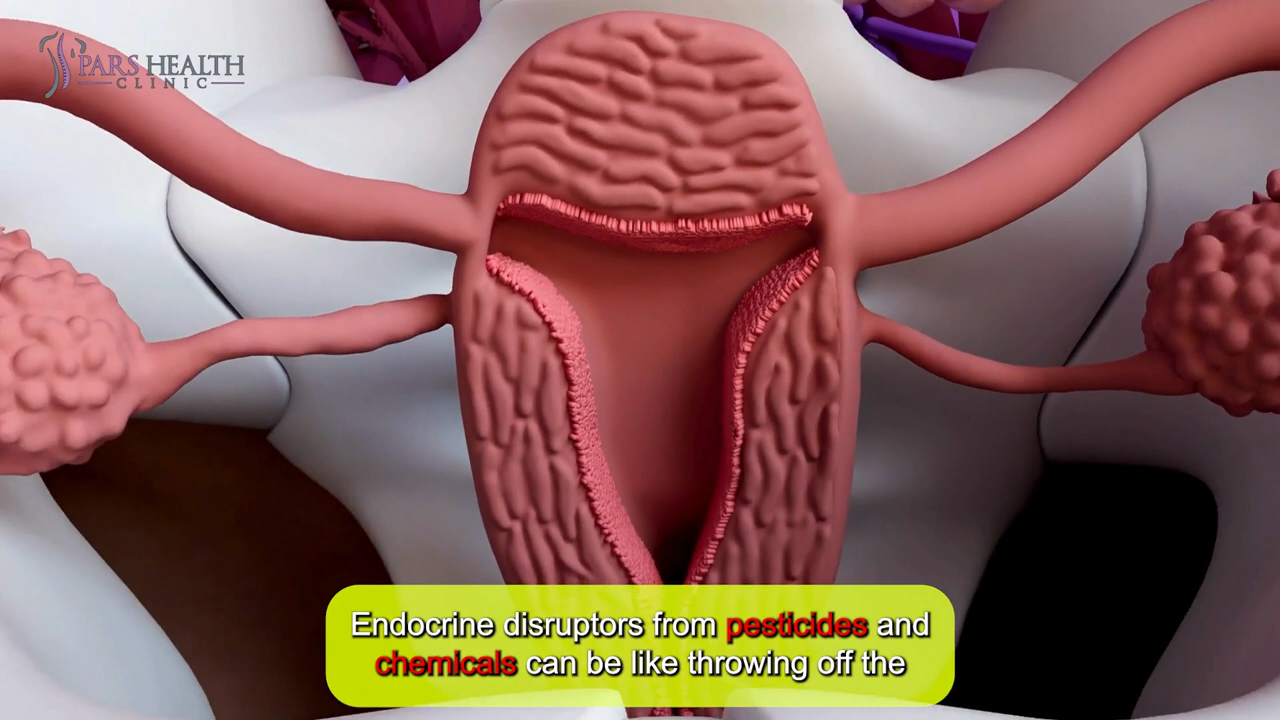 PARS HEALTH
CLINIC
Endocrine disruptors from pesticides and
chemicals can be like throwing off the